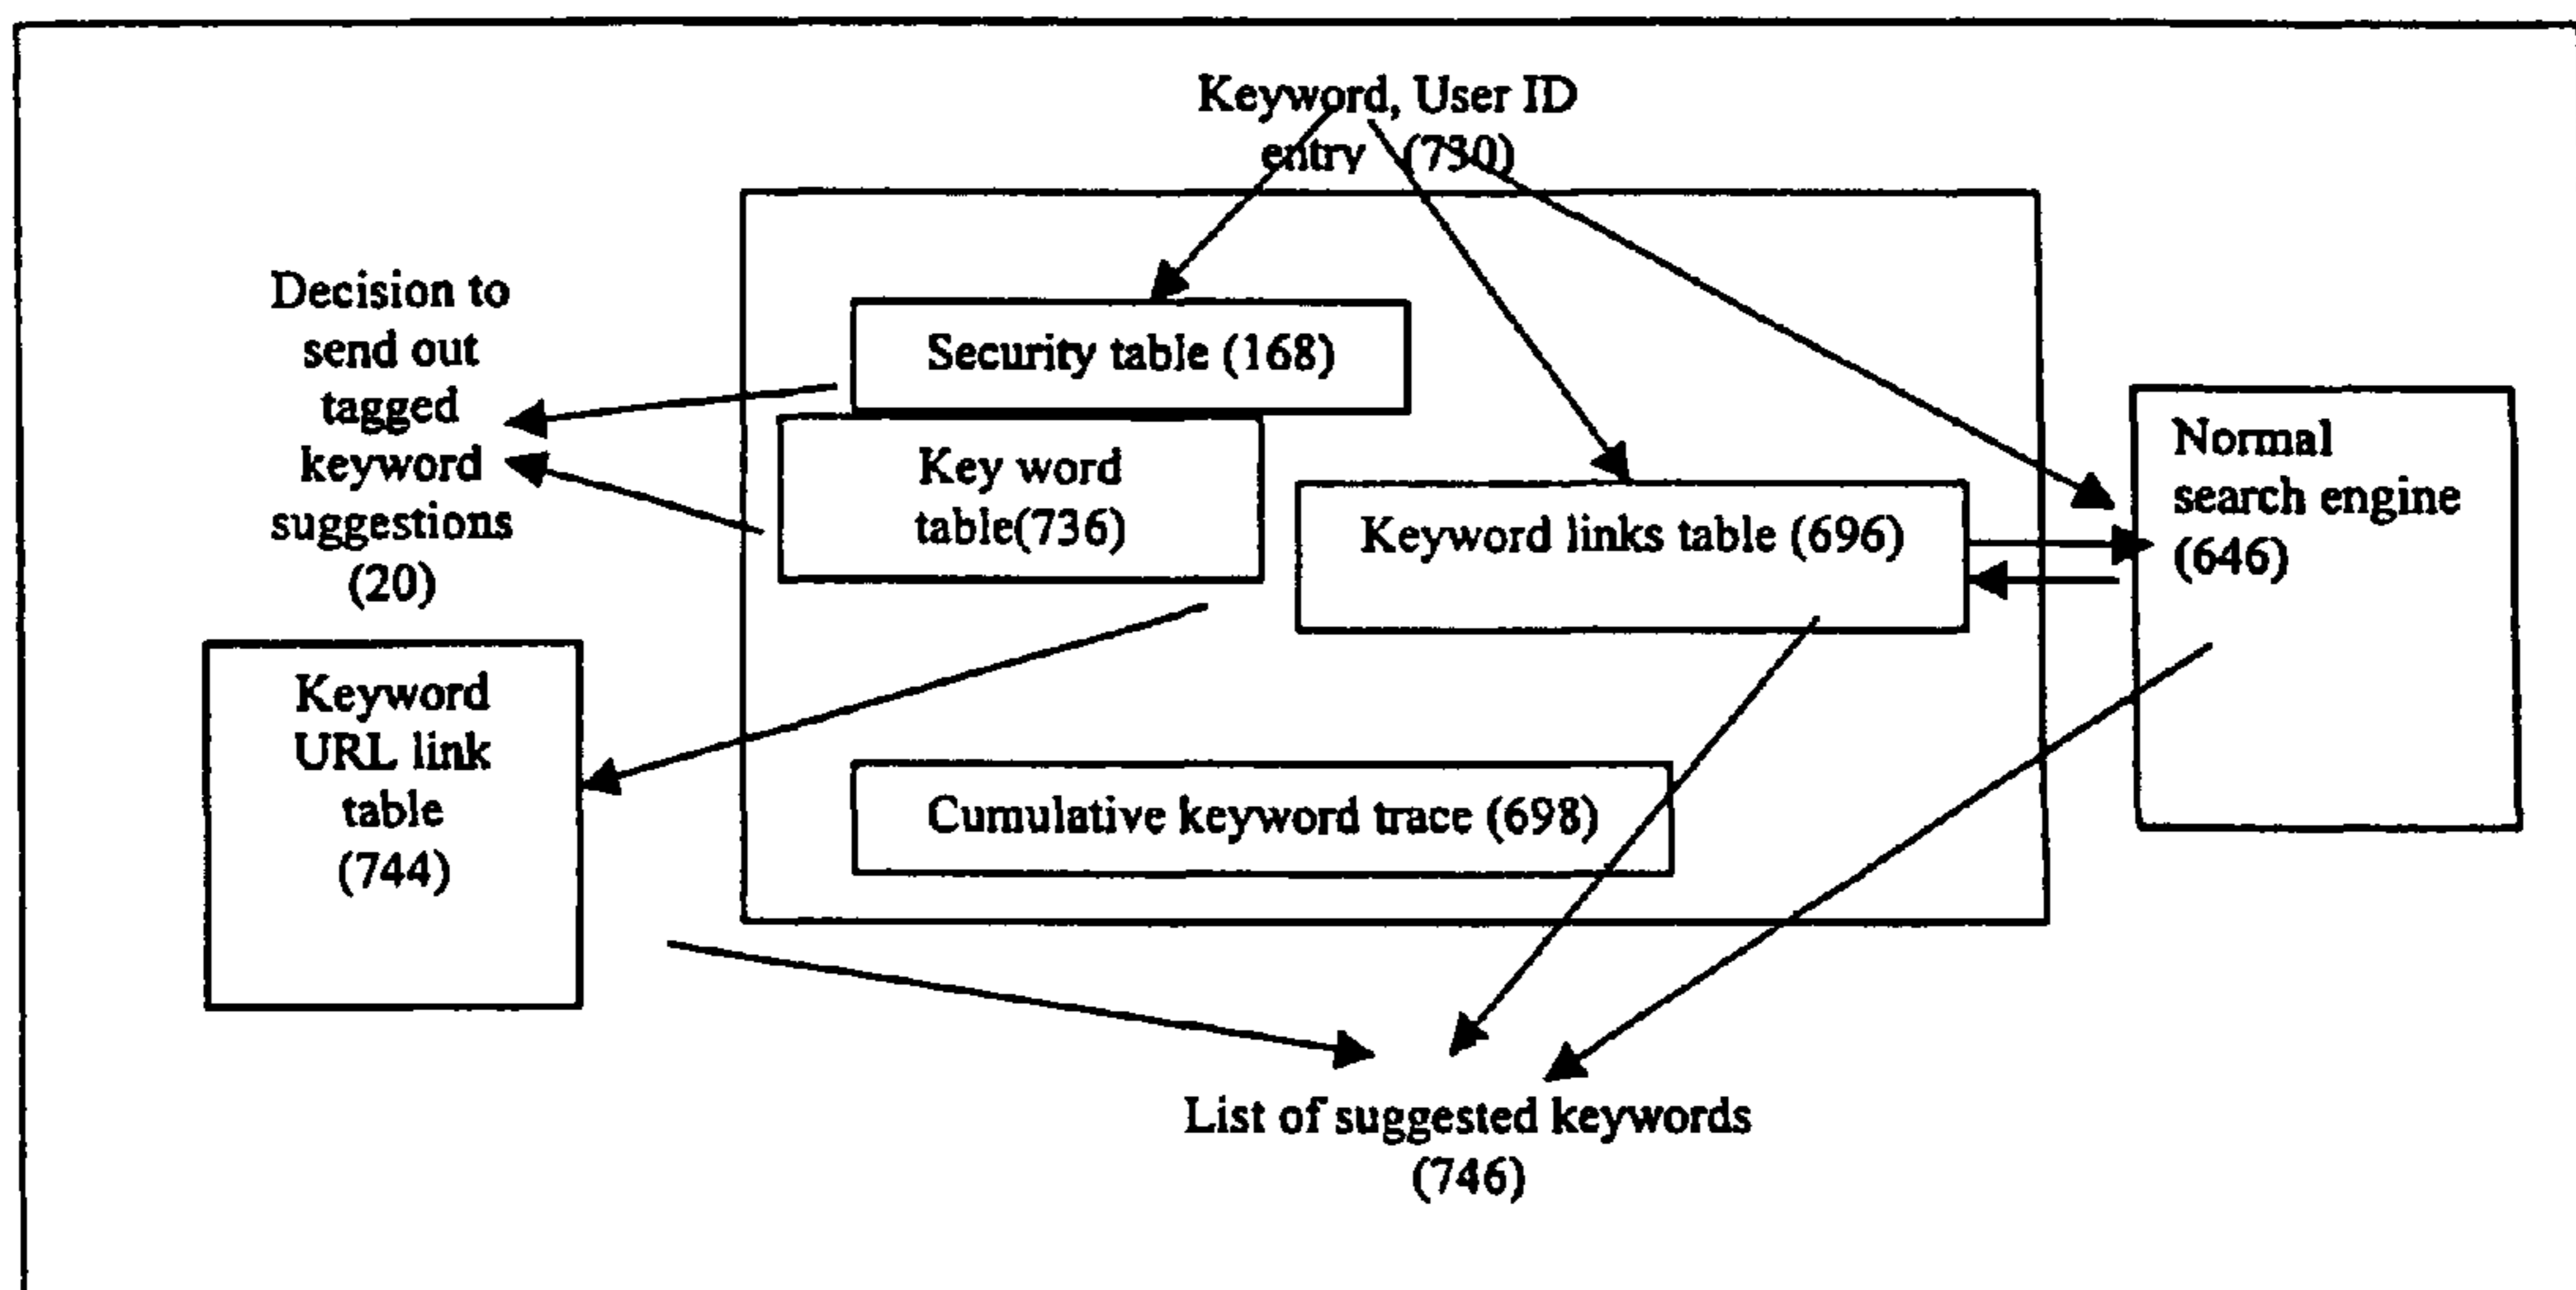 Keyword, User ID
entry (730)
Decision to
send out
tagged
keyword
suggestions
(20)
Security table (168)
Key word
table(736)
Keyword links table (696)
Normal
search engine
(646)
Keyword
URL link
table
(744)
Cumulative keyword trace (698)
List of suggested keywords
(746)